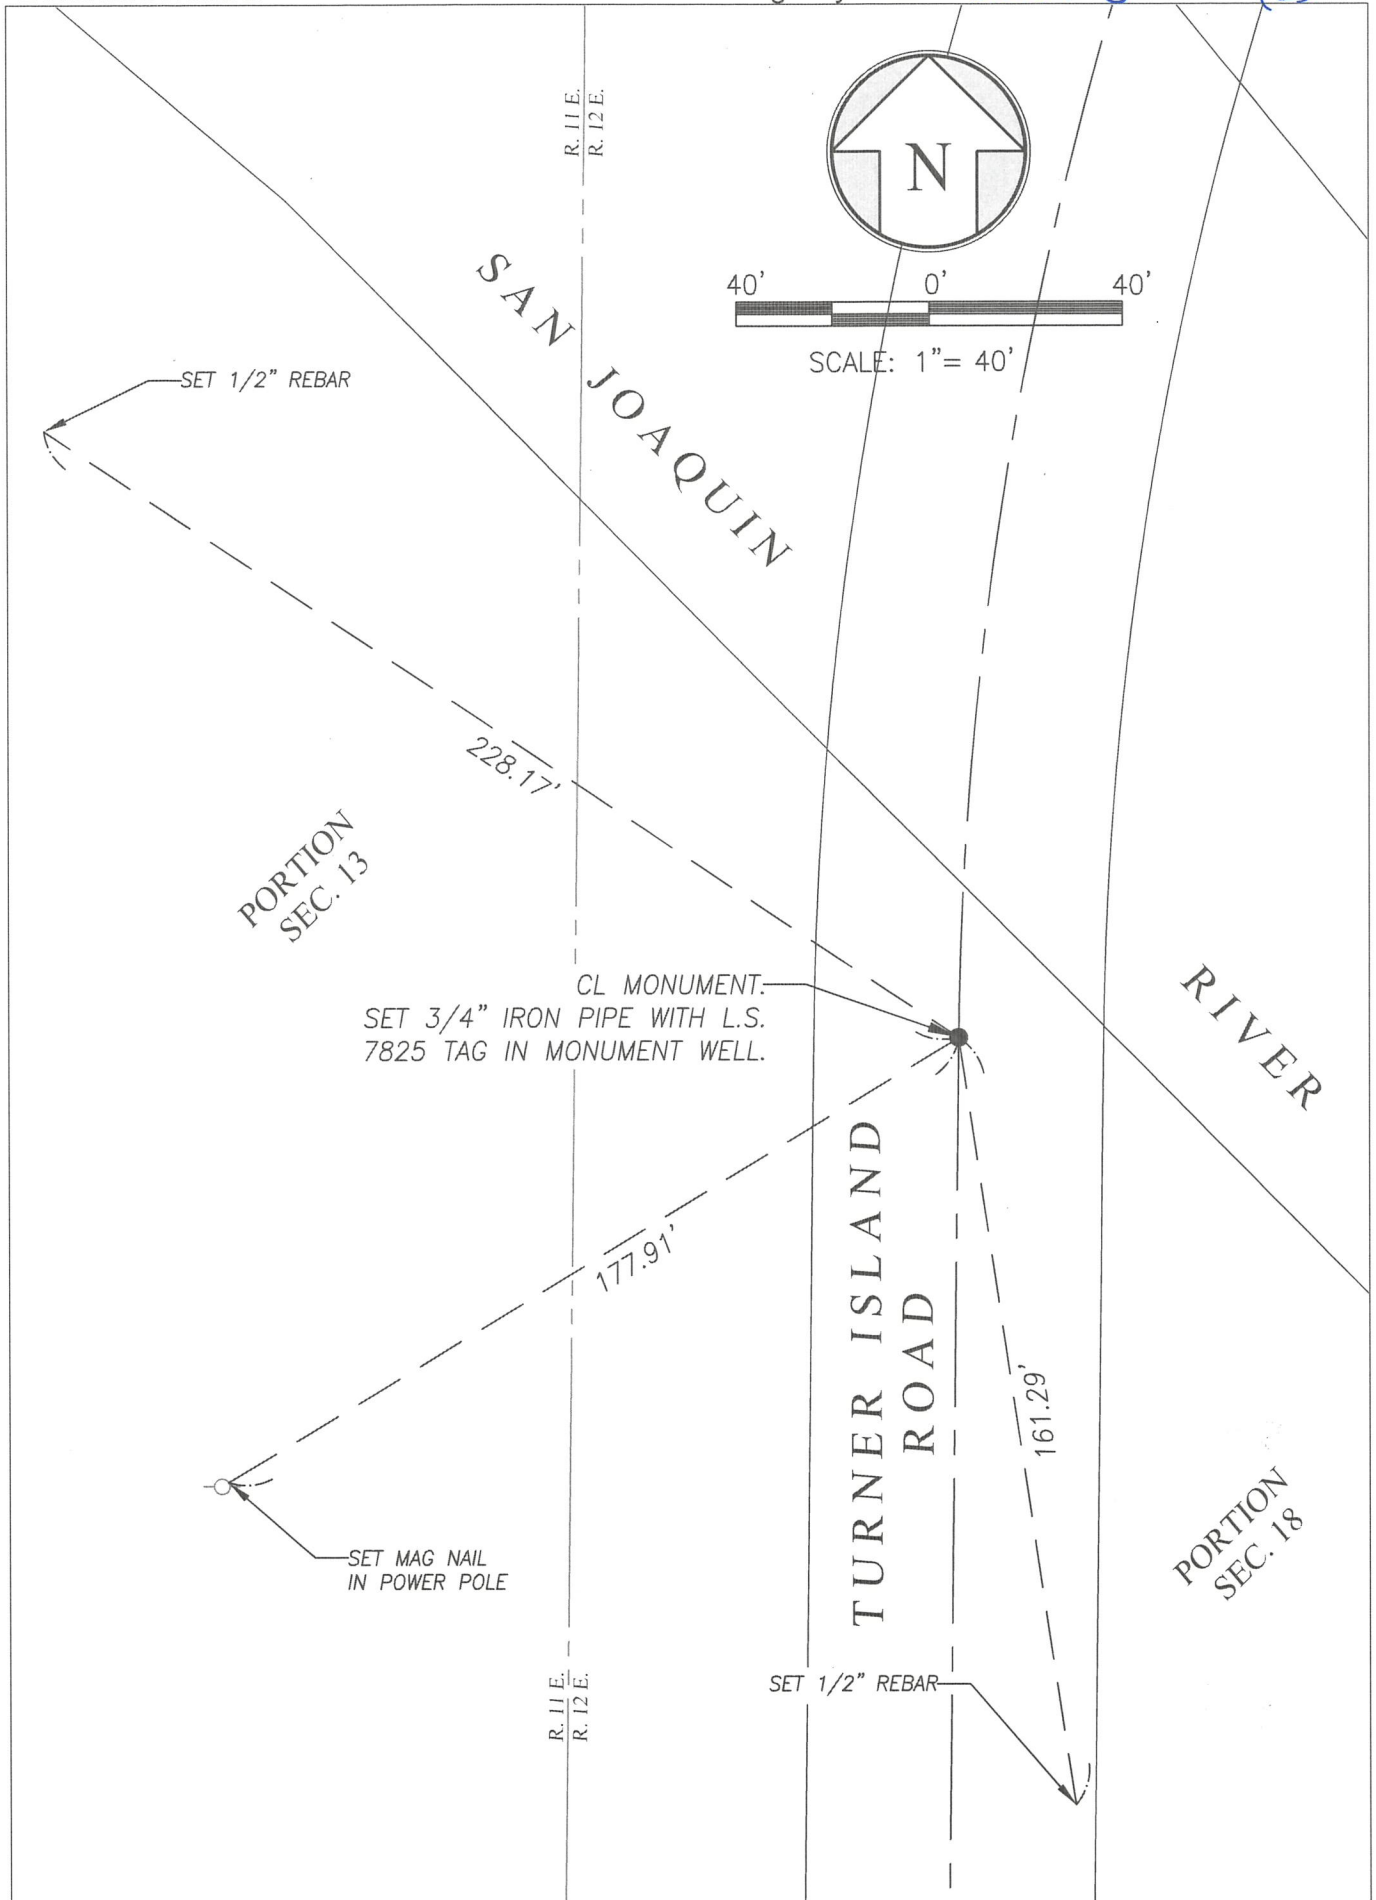 R. 11 E.
R. 12 E.
N
40' 0' 40'
SCALE: 1"= 40'
SAN JOAQUIN
SET 1/2" REBAR
228.17'
PORTION
SEC. 13
CL MONUMENT.
SET 3/4" IRON PIPE WITH L.S.
7825 TAG IN MONUMENT WELL.
RIVER
177.91'
TURNER ISLAND
ROAD
161.29'
SET MAG NAIL
IN POWER POLE
PORTION
SEC. 18
SET 1/2" REBAR
R. 11 E.
R. 12 E.